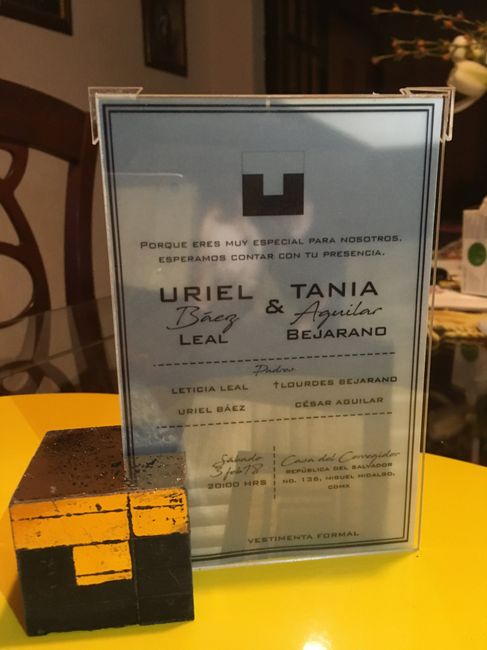 PORQUE ERES MUY ESPECIAL PARA NOSOTROS,
ESPERAMOS CONTAR CON TU PRESENCIA.
URIEL & TANIA
Báez Aguilar
LEAL BEJARANO
Padres
LETICIA LEAL †LOURDES BEJARANO
URIEL BÁEZ CÉSAR AGUILAR
Sábado Casa del Corregidor
3 feb 18 REPÚBLICA DEL SALVADOR
20:00 HRS NO. 136, MIGUEL HIDALGO,
CDMX
VESTIMENTA FORMAL